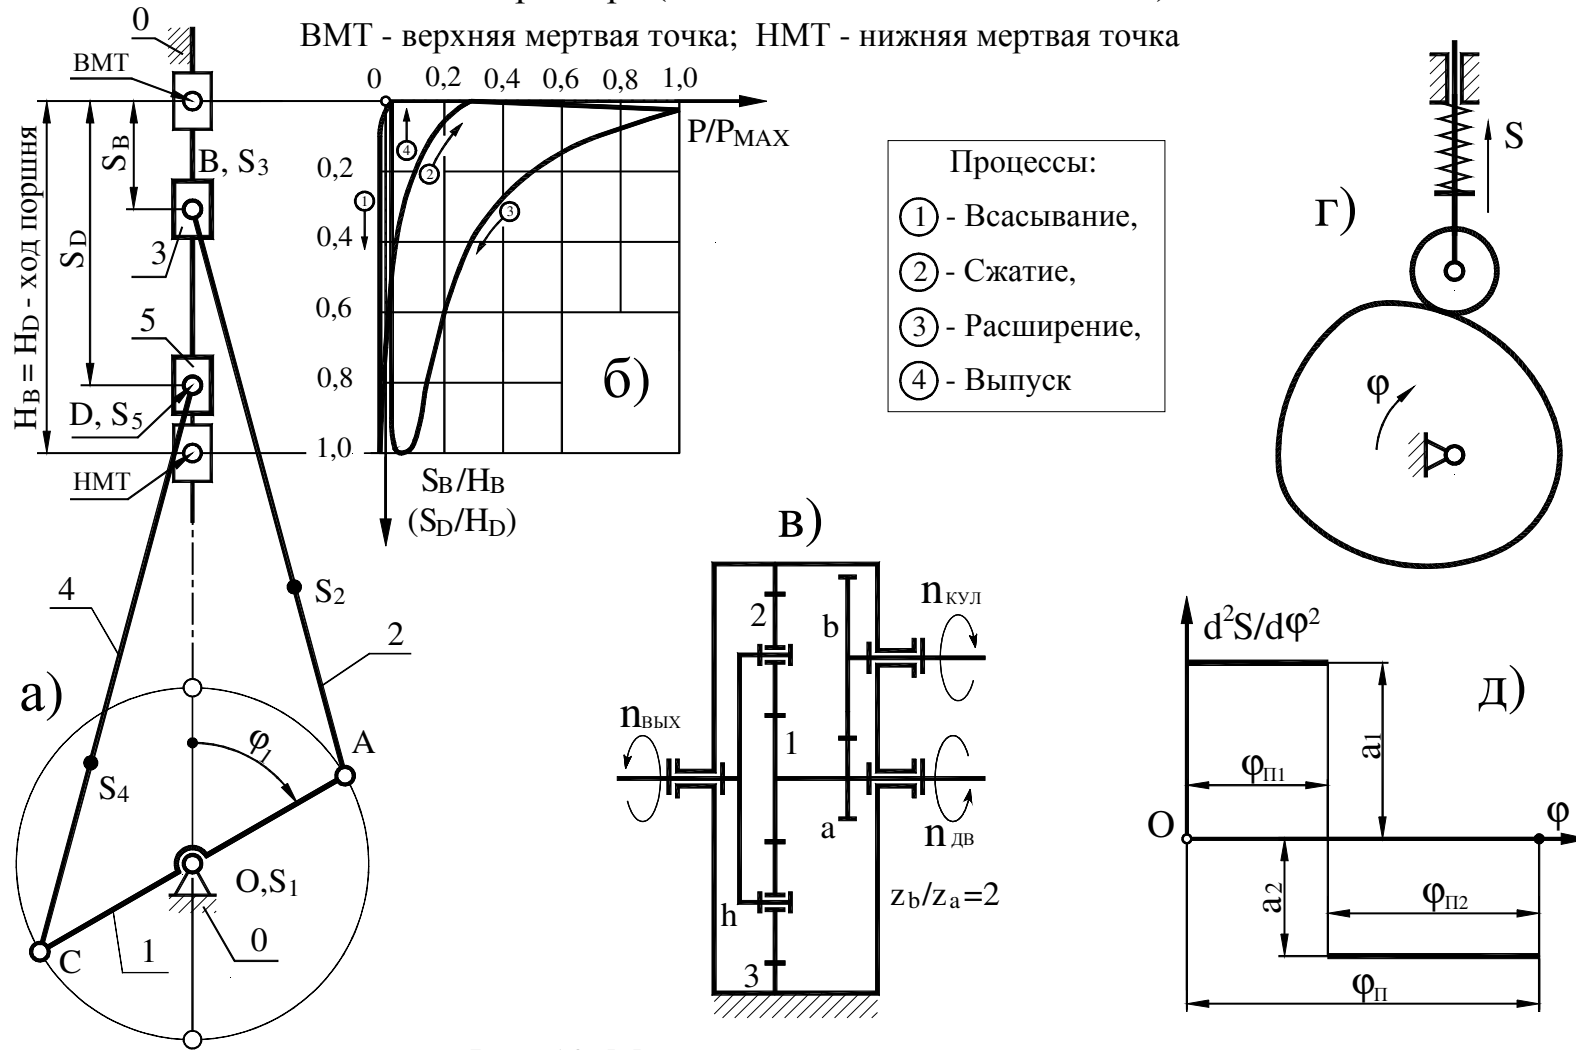 ВМТ - верхняя мертвая точка; НМТ - нижняя мертвая точка
0
ВМТ
S_B
S_D
H_B = H_D - ход поршня
B, S_3
3
5
D, S_5
НМТ
4
S_2
2
а)
φ_1
A
S_4
O,S_1
C
1
0
0 0,2 0,4 0,6 0,8 1,0
P/P_MAX
0,2
0,4
0,6
0,8
1,0
1
2
3
4
б)
S_B/H_B
(S_D/H_D)
Процессы:
1 - Всасывание,
2 - Сжатие,
3 - Расширение,
4 - Выпуск
г)
S
φ
в)
n_КУЛ
2
b
n_ВЫХ
1
a
n_ДВ
h
z_b/z_a=2
3
д)
d²S/dφ²
a_1
φ_П1
O
φ
a_2
φ_П2
φ_П